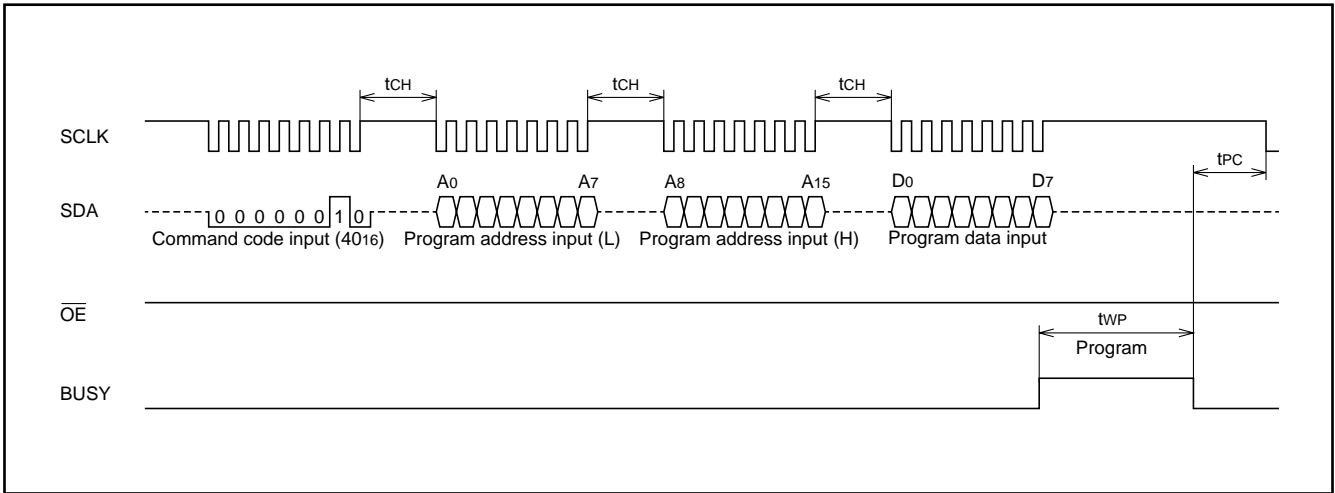 tCH tCH tCH
SCLK
tPC
A0 A7 A8 A15 D0 D7
SDA
0 0 0 0 0 0 1 0
Command code input (4016) Program address input (L) Program address input (H) Program data input
OE
tWP
Program
BUSY